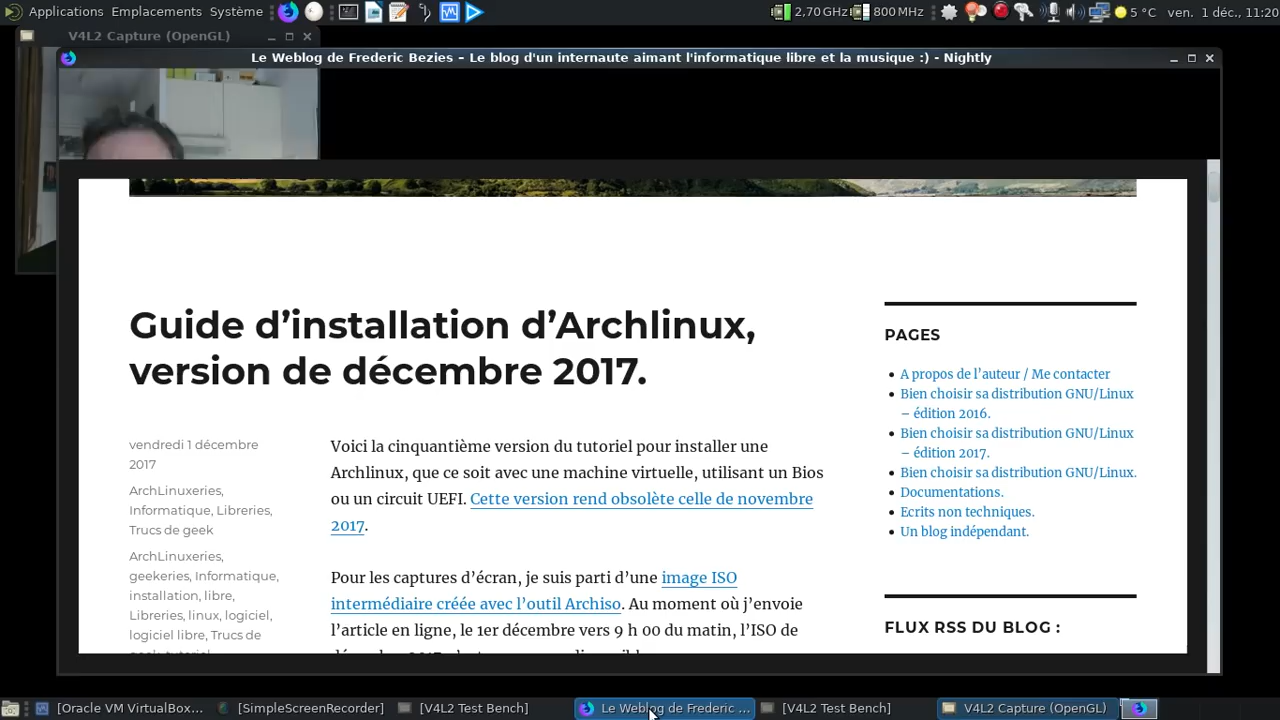 Applications Emplacements Système 2,70 GHz 800 MHz 5 °C ven. 1 déc., 11:20
V4L2 Capture (OpenGL)
Le Weblog de Frederic Bezies – Le blog d'un internaute aimant l'informatique libre et la musique :) - Nightly
Guide d’installation d’Archlinux,
version de décembre 2017.
vendredi 1 décembre
2017
ArchLinuxeries,
Informatique, Libreries,
Trucs de geek
ArchLinuxeries,
geekeries, Informatique,
installation, libre,
Libreries, linux, logiciel,
logiciel libre, Trucs de
Voici la cinquantième version du tutoriel pour installer une
Archlinux, que ce soit avec une machine virtuelle, utilisant un Bios
ou un circuit UEFI. Cette version rend obsolète celle de novembre
2017.
Pour les captures d’écran, je suis parti d’une image ISO
intermédiaire créée avec l’outil Archiso. Au moment où j’envoie
l’article en ligne, le 1er décembre vers 9 h 00 du matin, l’ISO de
PAGES
A propos de l’auteur / Me contacter
Bien choisir sa distribution GNU/Linux
– édition 2016.
Bien choisir sa distribution GNU/Linux
– édition 2017.
Bien choisir sa distribution GNU/Linux.
Documentations.
Ecrits non techniques.
Un blog indépendant.
FLUX RSS DU BLOG :
[Oracle VM VirtualBox... [SimpleScreenRecorder] [V4L2 Test Bench] Le Weblog de Frederic ... [V4L2 Test Bench] V4L2 Capture (OpenGL)